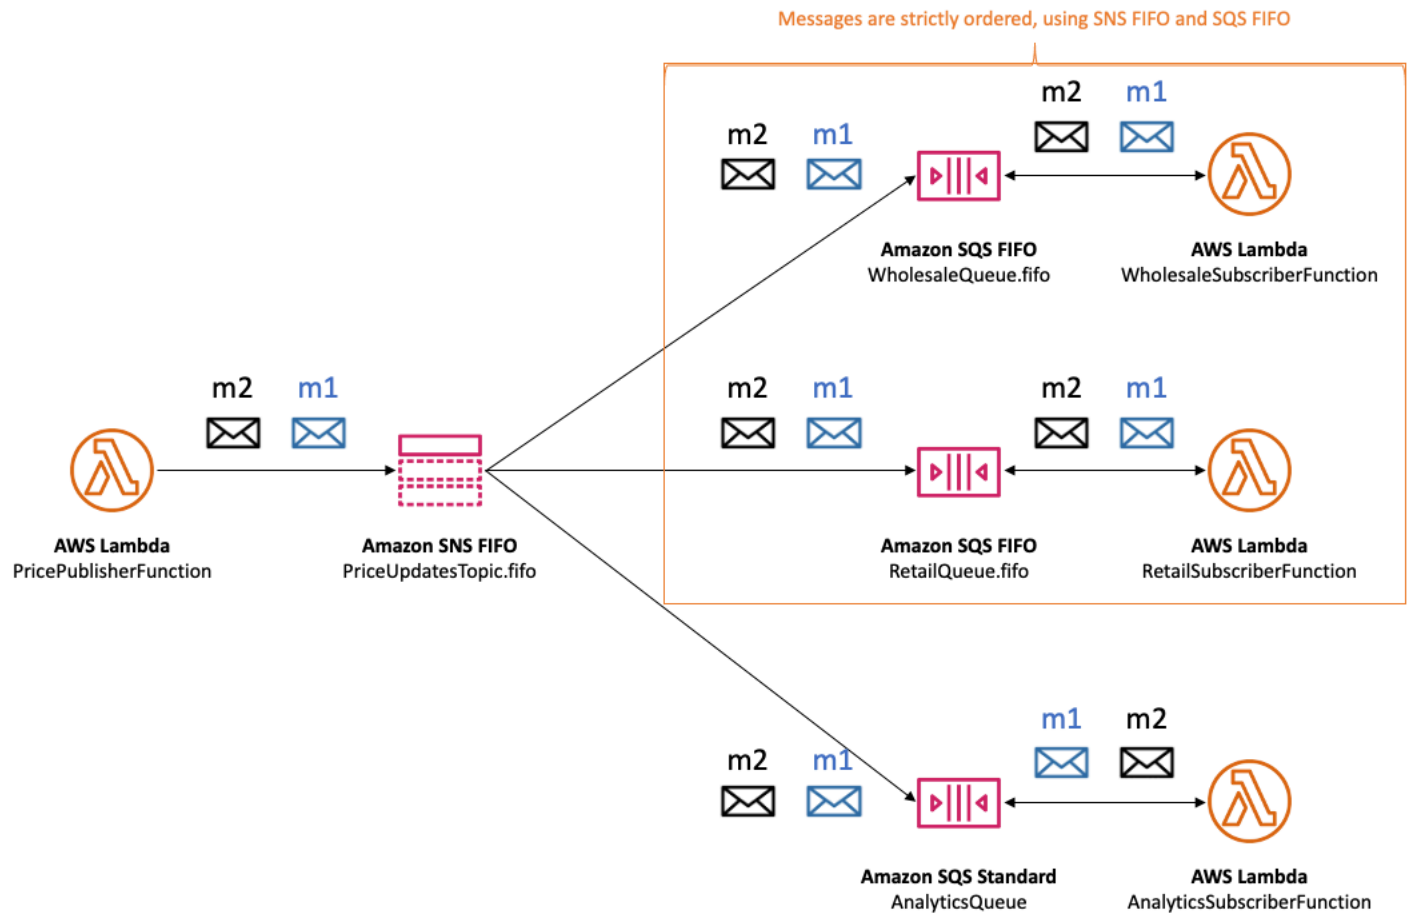 Messages are strictly ordered, using SNS FIFO and SQS FIFO
m2 m1
m2 m1
Amazon SQS FIFO
WholesaleQueue.fifo
AWS Lambda
WholesaleSubscriberFunction
m2 m1
m2 m1
m2 m1
AWS Lambda
PricePublisherFunction
Amazon SNS FIFO
PriceUpdatesTopic.fifo
Amazon SQS FIFO
RetailQueue.fifo
AWS Lambda
RetailSubscriberFunction
m2 m1
m1 m2
Amazon SQS Standard
AnalyticsQueue
AWS Lambda
AnalyticsSubscriberFunction